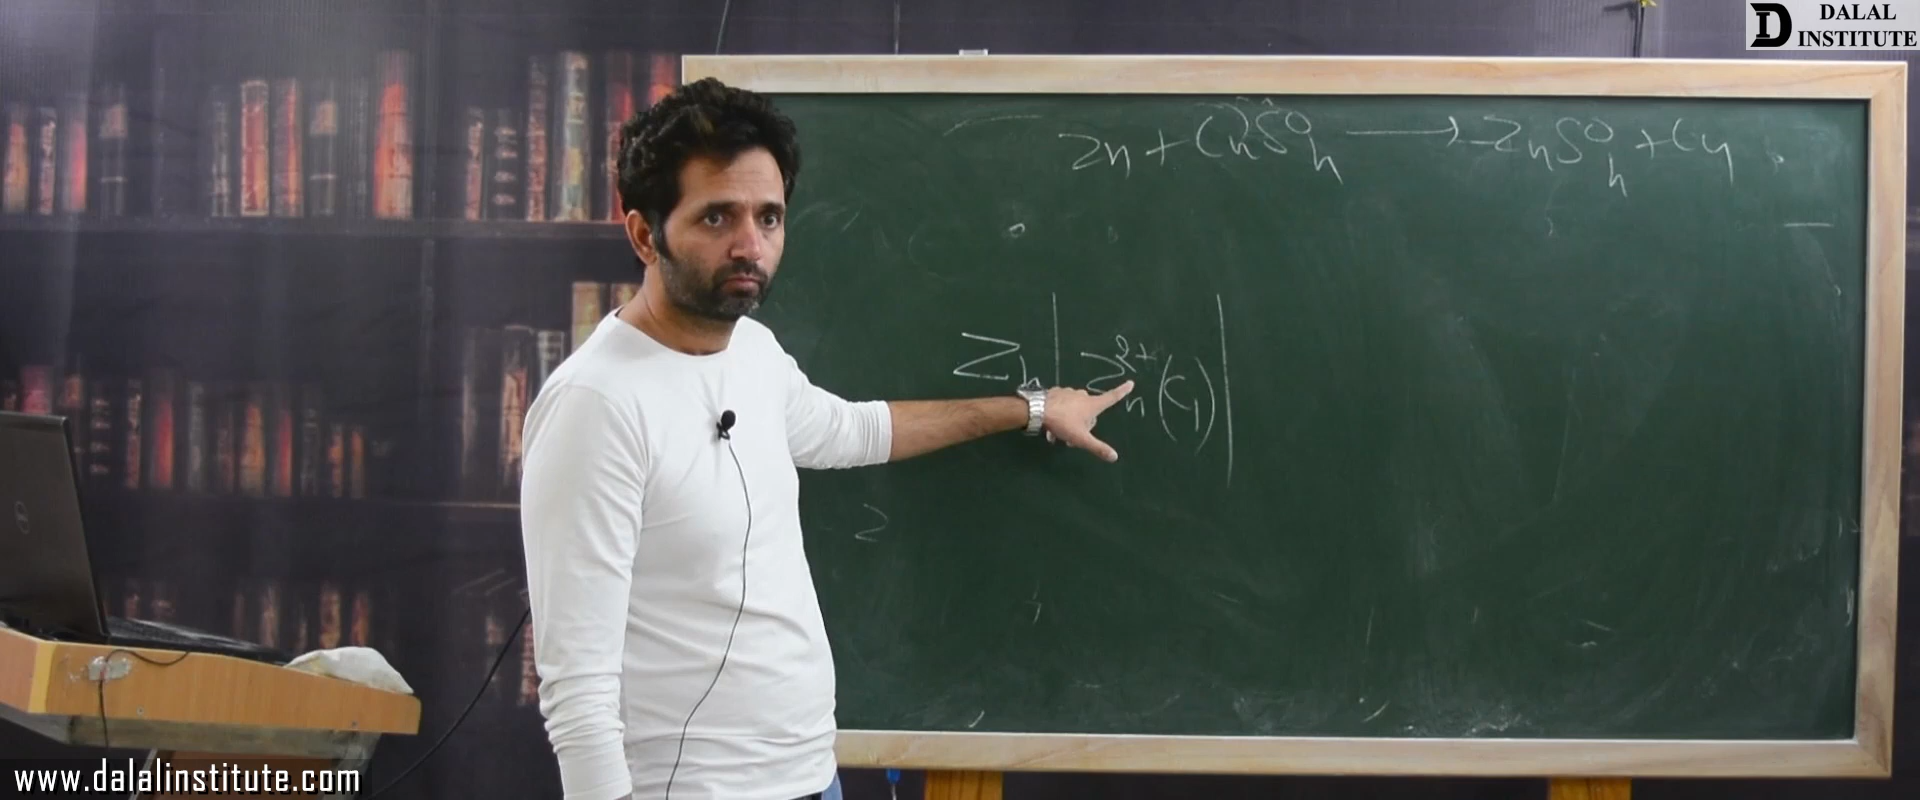 DALAL
INSTITUTE
Zn + CuSO4 → ZnSO4 + Cu
Zn | Zn2+ (C1) |
www.dalalinstitute.com